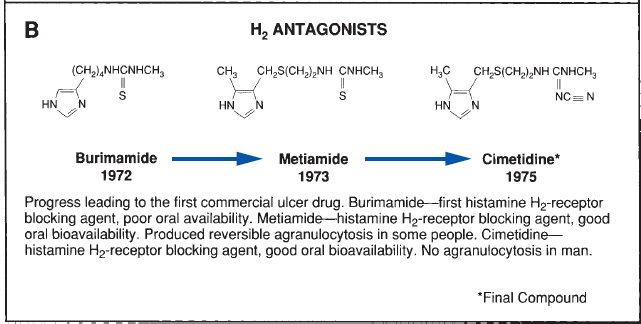 B
H₂ ANTAGONISTS
(CH₂)₄NHCNHCH₃
S
HN
N
CH₃
CH₂S(CH₂)₂NH CNHCH₃
S
HN
N
H₃C
CH₂S(CH₂)₂NH CNHCH₃
NC≡N
HN
N
Burimamide
1972
Metiamide
1973
Cimetidine*
1975
Progress leading to the first commercial ulcer drug. Burimamide—first histamine H₂-receptor
blocking agent, poor oral availability. Metiamide—histamine H₂-receptor blocking agent, good
oral bioavailability. Produced reversible agranulocytosis in some people. Cimetidine—
histamine H₂-receptor blocking agent, good oral bioavailability. No agranulocytosis in man.
*Final Compound